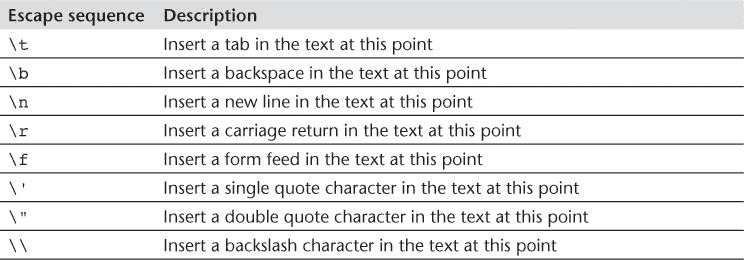 Escape sequence Description
\t Insert a tab in the text at this point
\b Insert a backspace in the text at this point
\n Insert a new line in the text at this point
\r Insert a carriage return in the text at this point
\f Insert a form feed in the text at this point
\' Insert a single quote character in the text at this point
\" Insert a double quote character in the text at this point
\\ Insert a backslash character in the text at this point